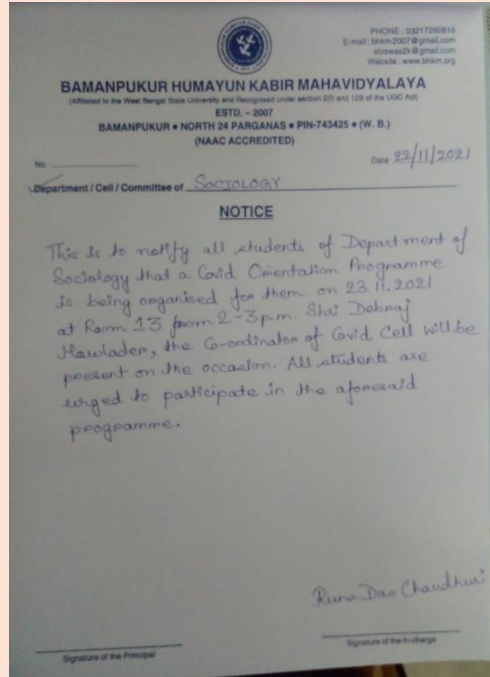 PHONE : 03217260816
E-mail : bhkm2007@gmail.com
sbiswas2k@gmail.com
Website : www.bhkm.org
BAMANPUKUR HUMAYUN KABIR MAHAVIDYALAYA
(Affiliated to the West Bengal State University and Recognised under section 2(f) and 12B of the UGC Act)
ESTD. – 2007
BAMANPUKUR ● NORTH 24 PARGANAS ● PIN-743425 ● (W. B.)
(NAAC ACCREDITED)
No.
Date 22/11/2021
Department / Cell / Committee of SOCIOLOGY
NOTICE
This is to notify all students of Department of
Sociology that a Covid Orientation Programme
is being organised for them on 23.11.2021
at Room 13 from 2-3 p.m. Shri Debraj
Howlader, the Co-ordinator of Covid Cell will be
present on the occasion. All students are
urged to participate in the aforesaid
programme.
Runa Das Chaudhuri
Signature of the Principal
Signature of the In-charge